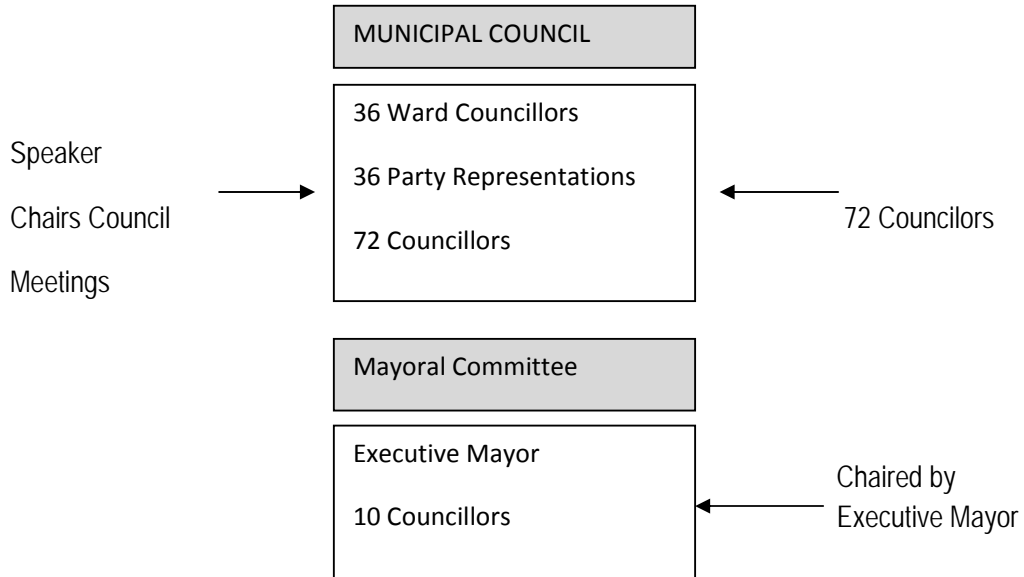 MUNICIPAL COUNCIL
36 Ward Councillors
36 Party Representations
72 Councillors
Speaker
Chairs Council
Meetings
72 Councilors
Mayoral Committee
Executive Mayor
10 Councillors
Chaired by
Executive Mayor